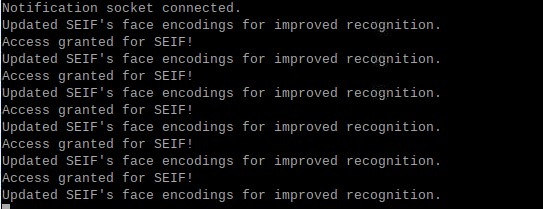 Notification socket connected.
Updated SEIF's face encodings for improved recognition.
Access granted for SEIF!
Updated SEIF's face encodings for improved recognition.
Access granted for SEIF!
Updated SEIF's face encodings for improved recognition.
Access granted for SEIF!
Updated SEIF's face encodings for improved recognition.
Access granted for SEIF!
Updated SEIF's face encodings for improved recognition.
Access granted for SEIF!
Updated SEIF's face encodings for improved recognition.